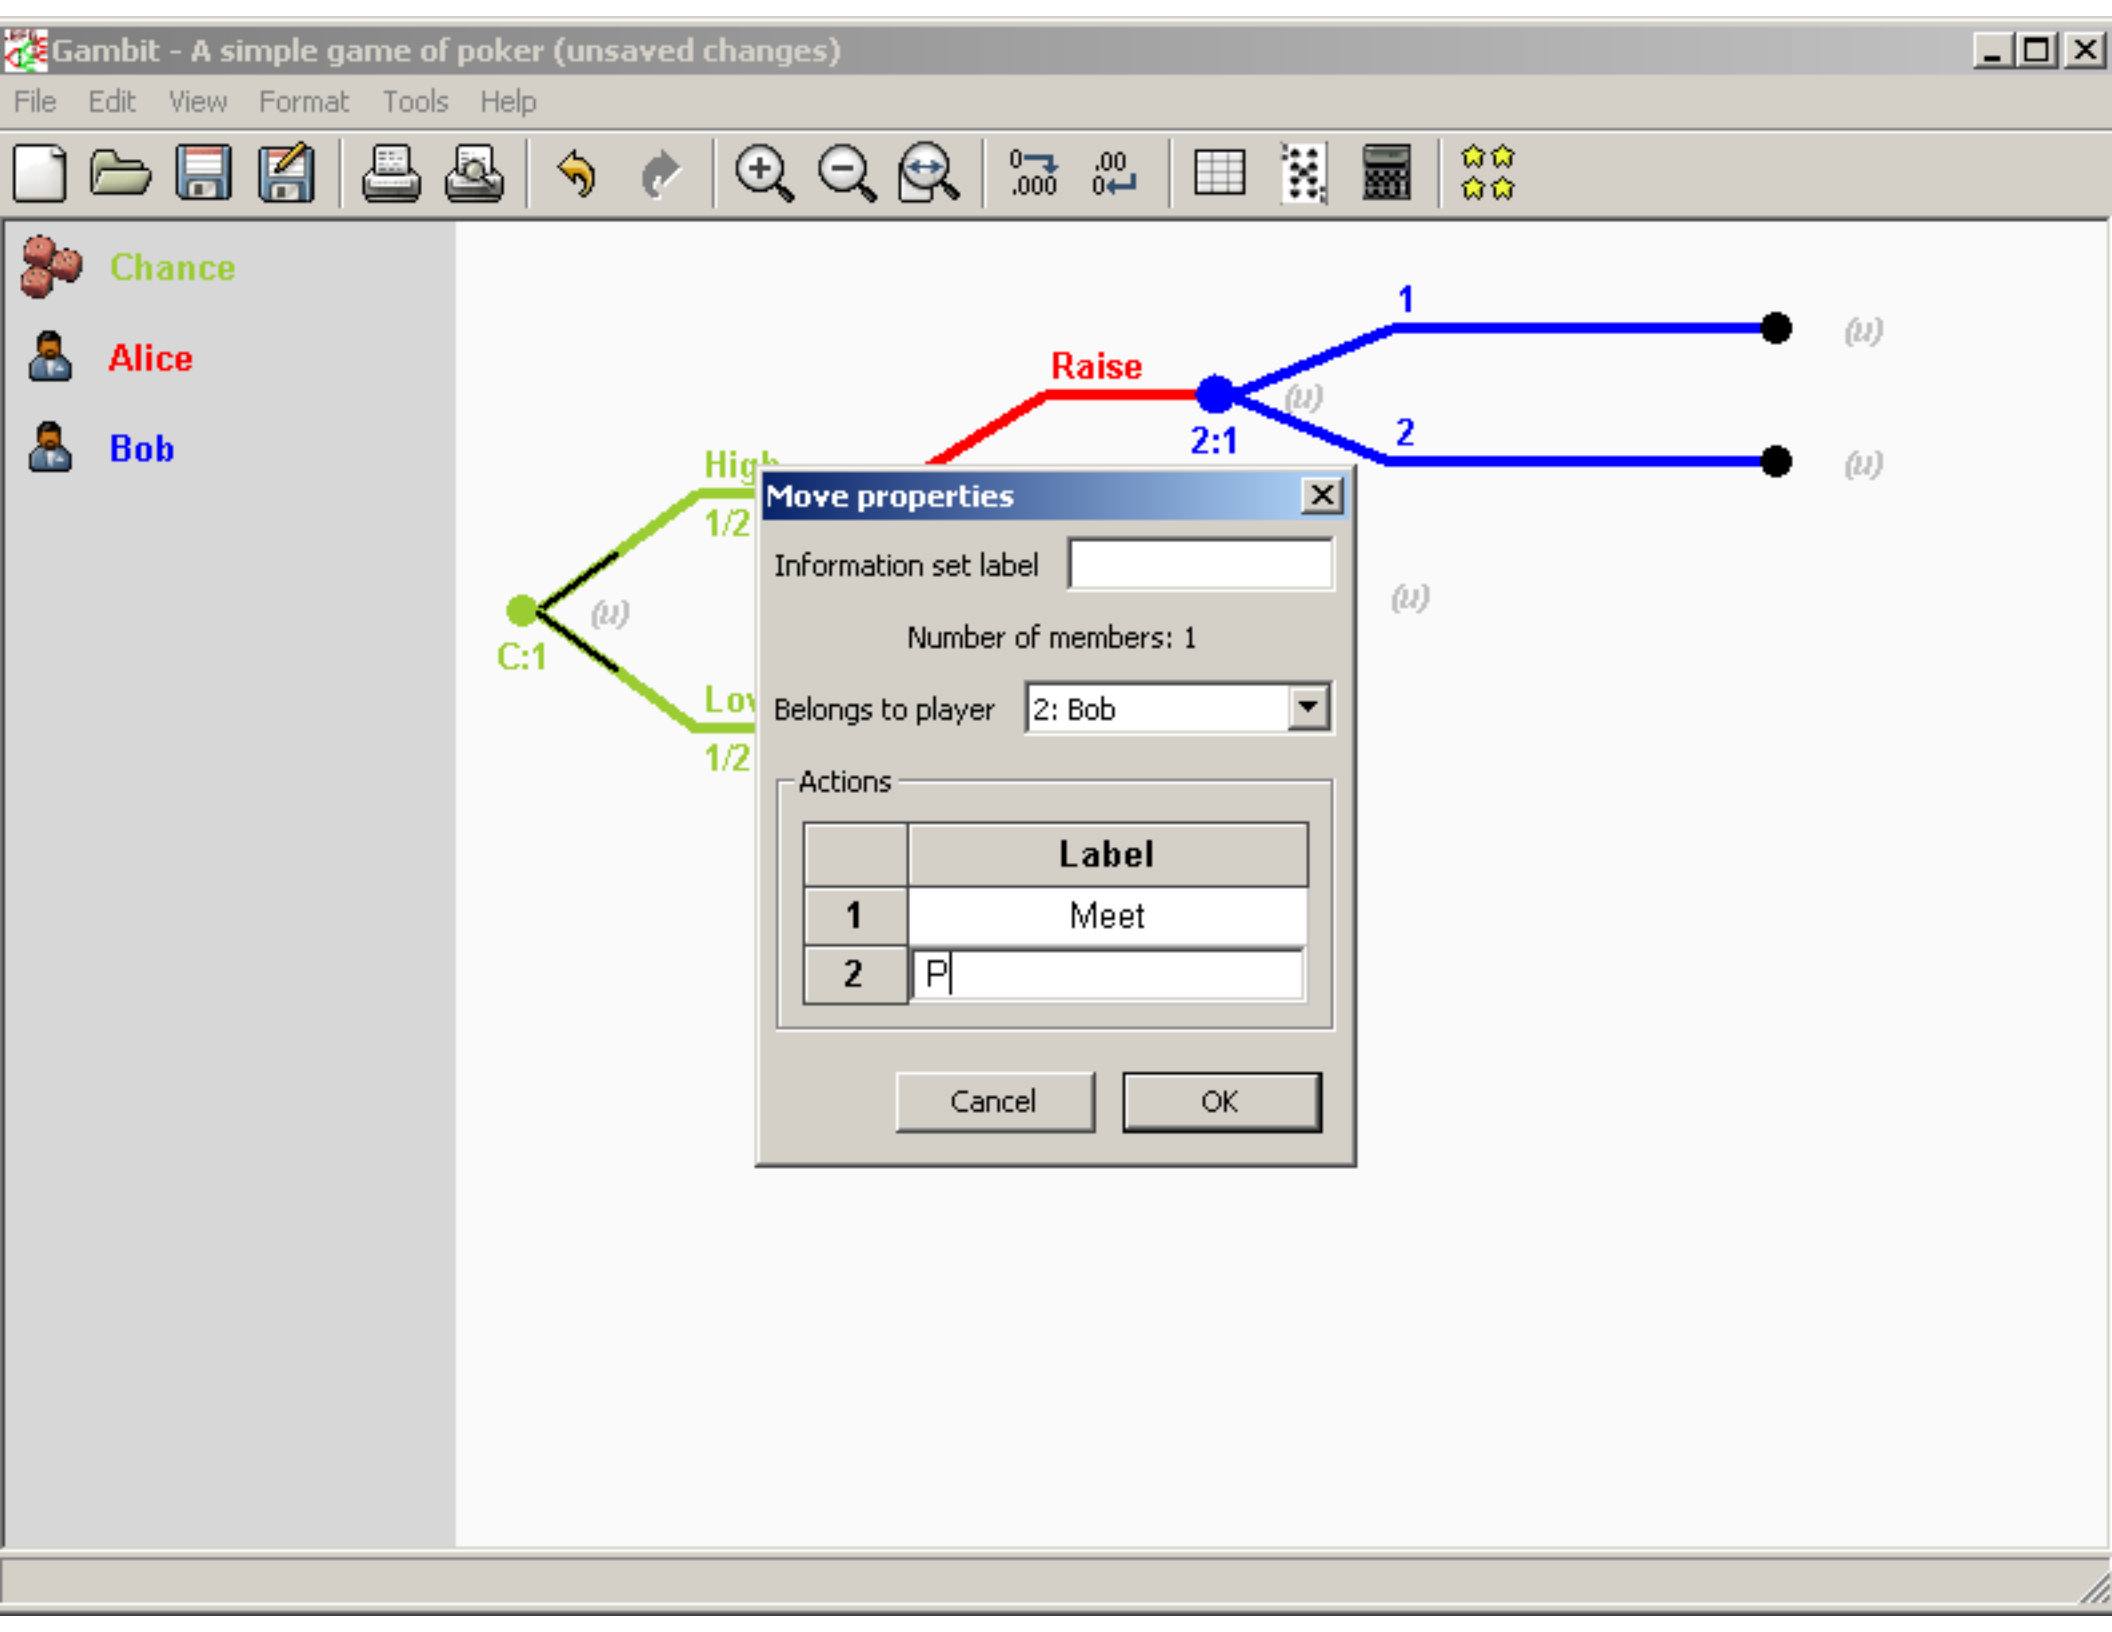 Gambit - A simple game of poker (unsaved changes)
File Edit View Format Tools Help
0 .000 .00 0
Chance
Alice
Bob
1
(u)
Raise
(u)
2:1
2
(u)
High
1/2
(u)
C:1
1/2
(u)
Move properties
Information set label
Number of members: 1
Belongs to player 2: Bob
Actions
Label
1 Meet
2 P
Cancel OK